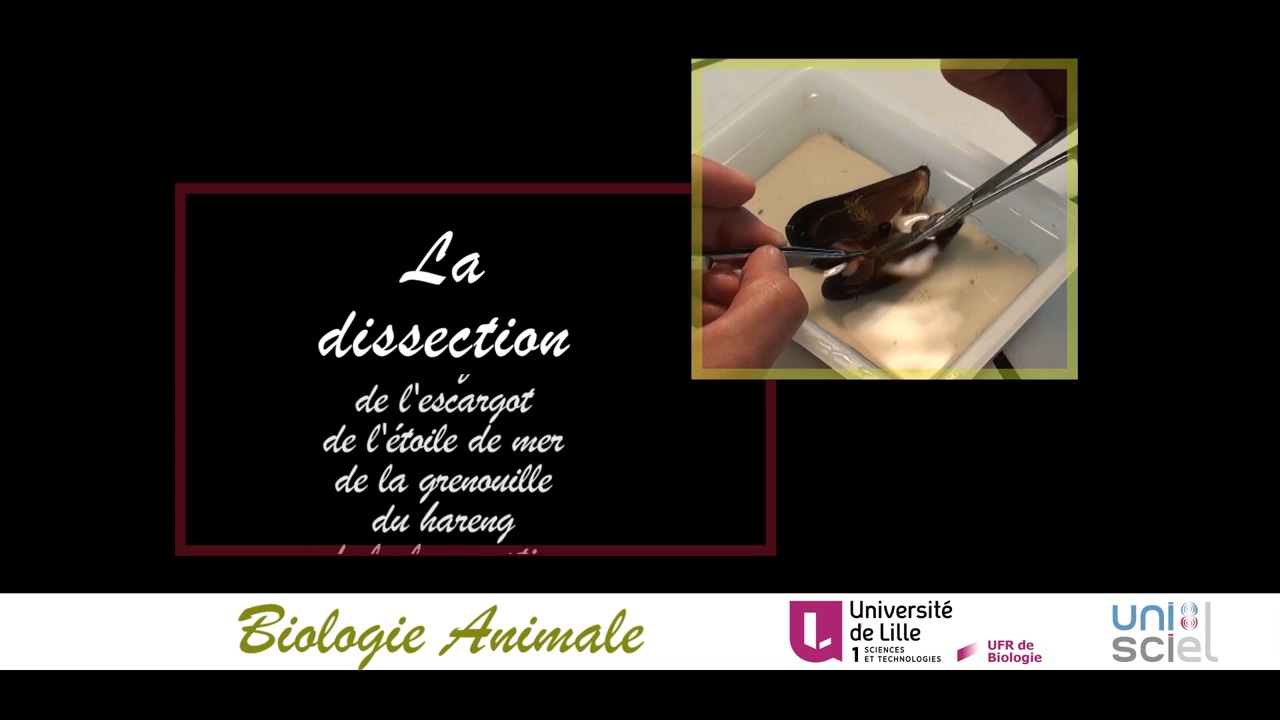 La
dissection
de l'escargot
de l'étoile de mer
de la grenouille
du hareng
Biologie Animale
Université
de Lille
1 SCIENCES
ET TECHNOLOGIES
UFR de
Biologie
uni
sciel